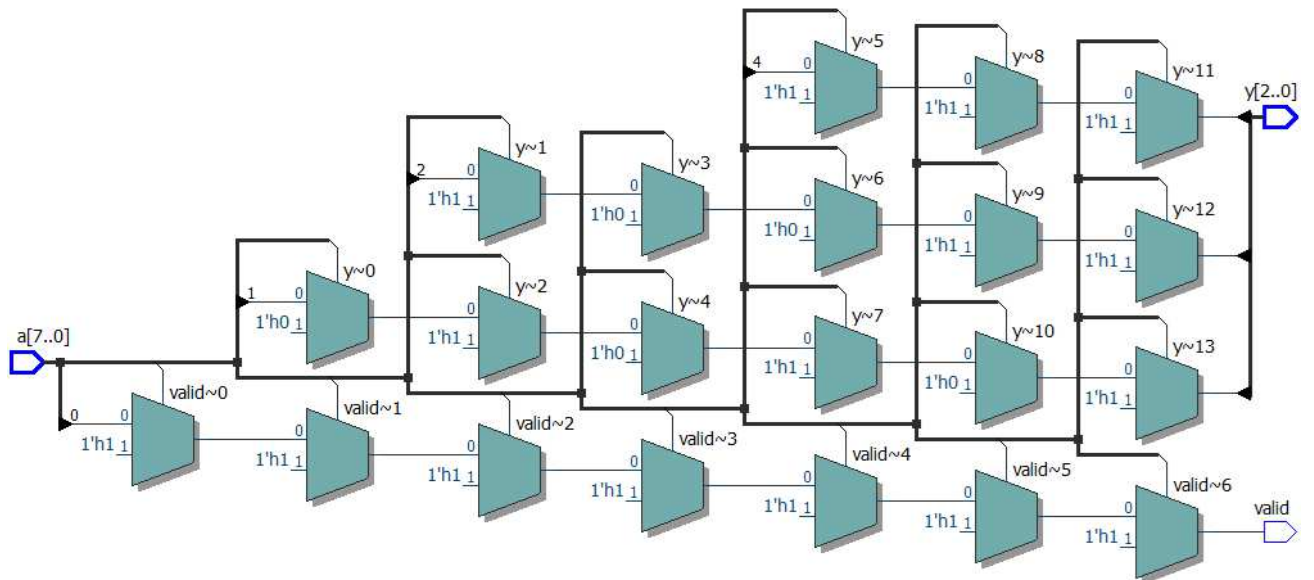 y~5
0
4
1'h1 1
y~8
0
1'h1 1
y~11
0
1'h1 1
y[2..0]
y~1
0
2
1'h1 1
y~3
0
1'h0 1
y~6
0
1'h0 1
y~9
0
1'h1 1
y~12
0
1'h1 1
y~0
0
1
1'h0 1
y~2
0
1'h1 1
y~4
0
1'h0 1
y~7
0
1'h1 1
y~10
0
1'h0 1
y~13
0
1'h1 1
a[7..0]
valid~0
0
0
1'h1 1
valid~1
0
1'h1 1
valid~2
0
1'h1 1
valid~3
0
1'h1 1
valid~4
0
1'h1 1
valid~5
0
1'h1 1
valid~6
0
1'h1 1
valid